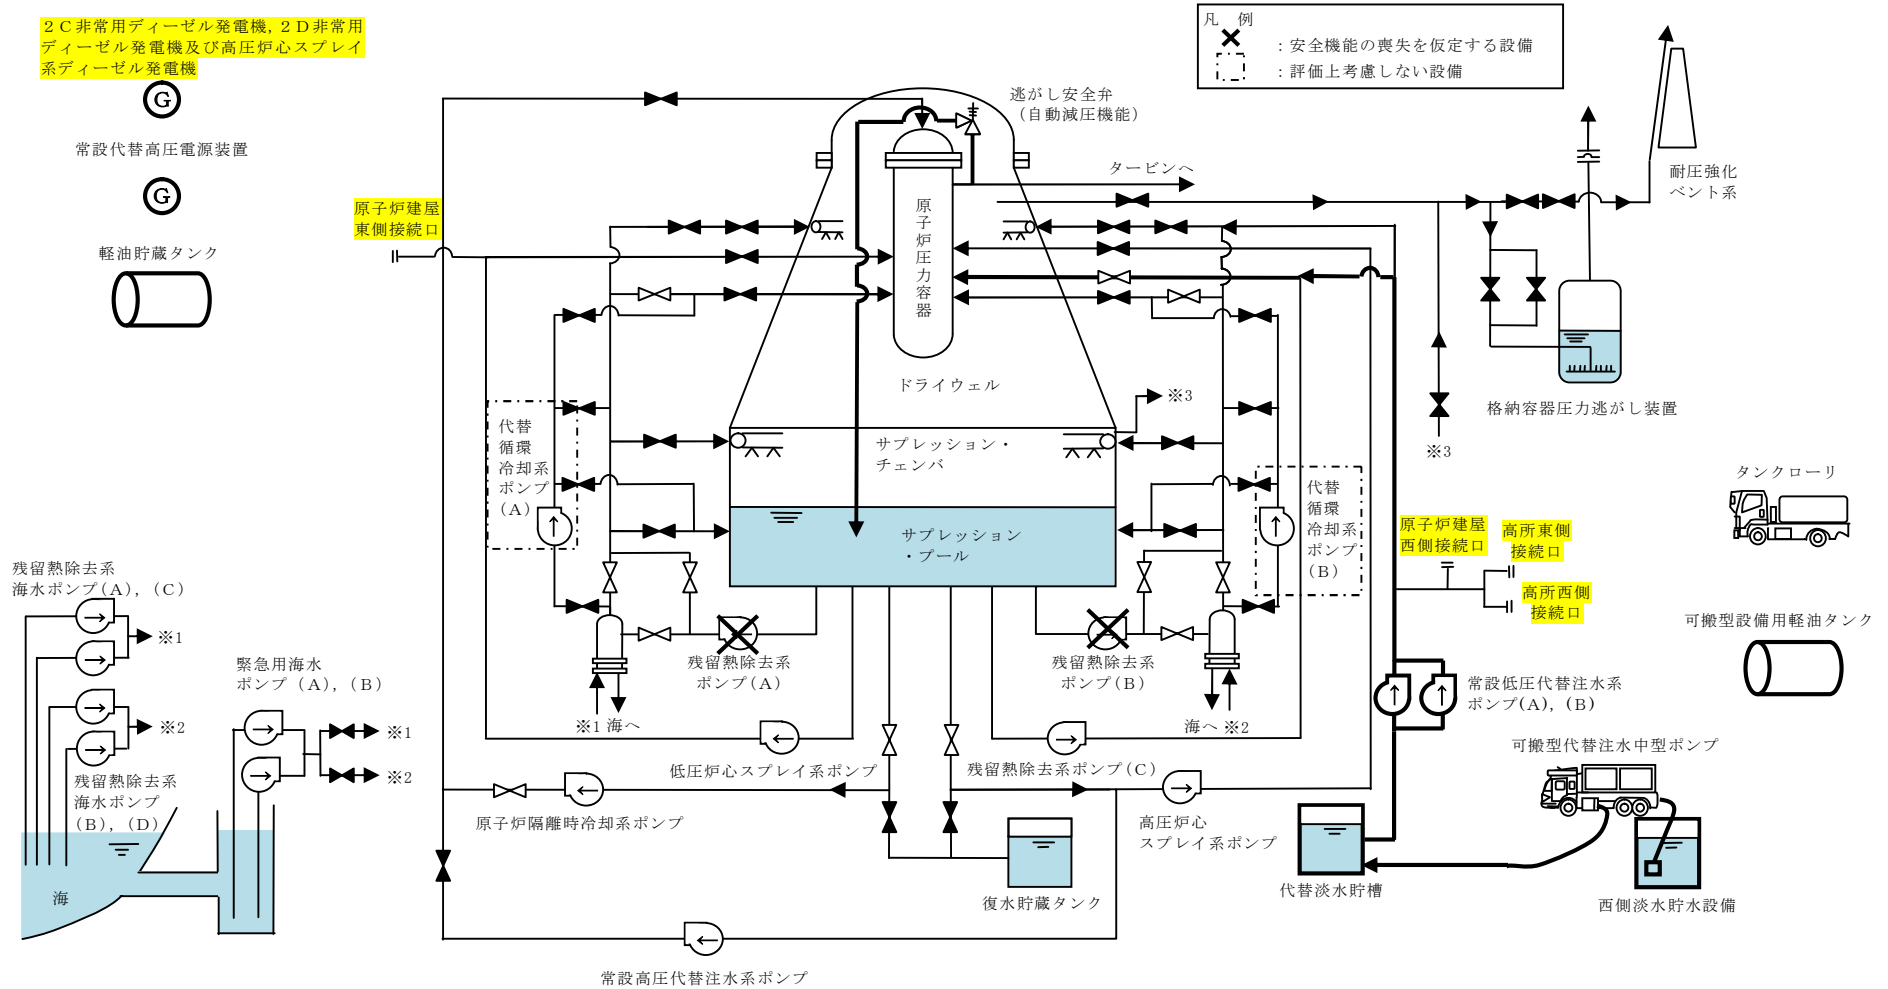 ２Ｃ非常用ディーゼル発電機，２Ｄ非常用
ディーゼル発電機及び高圧炉心スプレイ
系ディーゼル発電機
G
常設代替高圧電源装置
G
軽油貯蔵タンク
凡　例
：安全機能の喪失を仮定する設備
：評価上考慮しない設備
逃がし安全弁
（自動減圧機能）
タービンへ
耐圧強化
ベント系
原子炉建屋
東側接続口
原子炉圧力容器
ドライウェル
※3
サプレッション・
チェンバ
サプレッション
・プール
代替
循環
冷却系
ポンプ
（A）
代替
循環
冷却系
ポンプ
（B）
格納容器圧力逃がし装置
※3
タンクローリ
原子炉建屋
西側接続口
高所東側
接続口
高所西側
接続口
可搬型設備用軽油タンク
残留熱除去系
海水ポンプ（A），（C）
※1
※2
残留熱除去系
海水ポンプ
（B），（D）
緊急用海水
ポンプ（A），（B）
※1
※2
海
残留熱除去系
ポンプ(A)
※1 海へ
残留熱除去系
ポンプ(B)
海へ ※2
低圧炉心スプレイ系ポンプ
残留熱除去系ポンプ(C)
原子炉隔離時冷却系ポンプ
高圧炉心
スプレイ系ポンプ
復水貯蔵タンク
常設高圧代替注水系ポンプ
常設低圧代替注水系
ポンプ(A)，(B)
可搬型代替注水中型ポンプ
代替淡水貯槽
西側淡水貯水設備